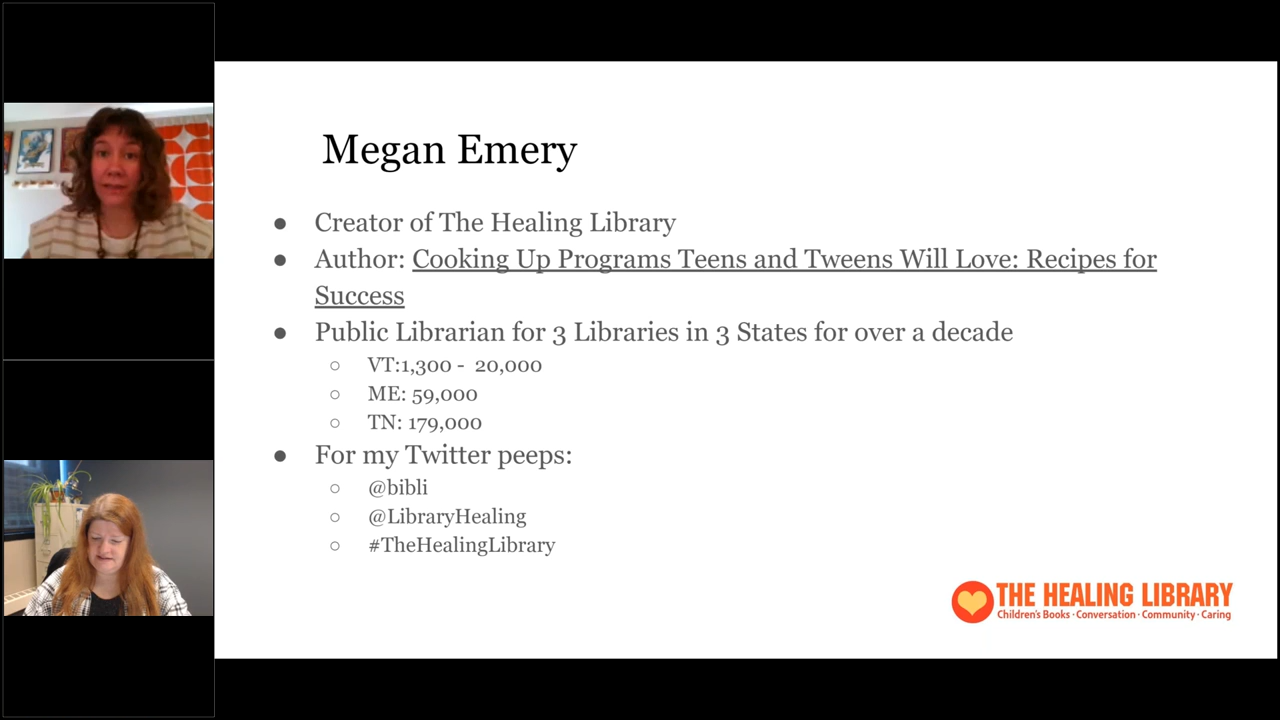 Megan Emery
● Creator of The Healing Library
● Author: Cooking Up Programs Teens and Tweens Will Love: Recipes for
Success
● Public Librarian for 3 Libraries in 3 States for over a decade
○ VT:1,300 - 20,000
○ ME: 59,000
○ TN: 179,000
● For my Twitter peeps:
○ @bibli
○ @LibraryHealing
○ #TheHealingLibrary
THE HEALING LIBRARY
Children's Books · Conversation · Community · Caring